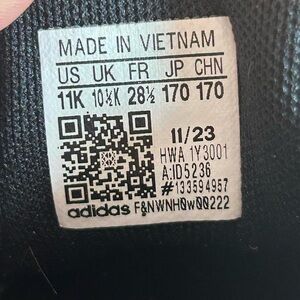 MADE IN VIETNAM
US UK FR JP CHN
11K 10½K 28½ 170 170
11/23
HWA 1Y3001
A:ID5236
#133594957
adidas F&NWNH0w00222